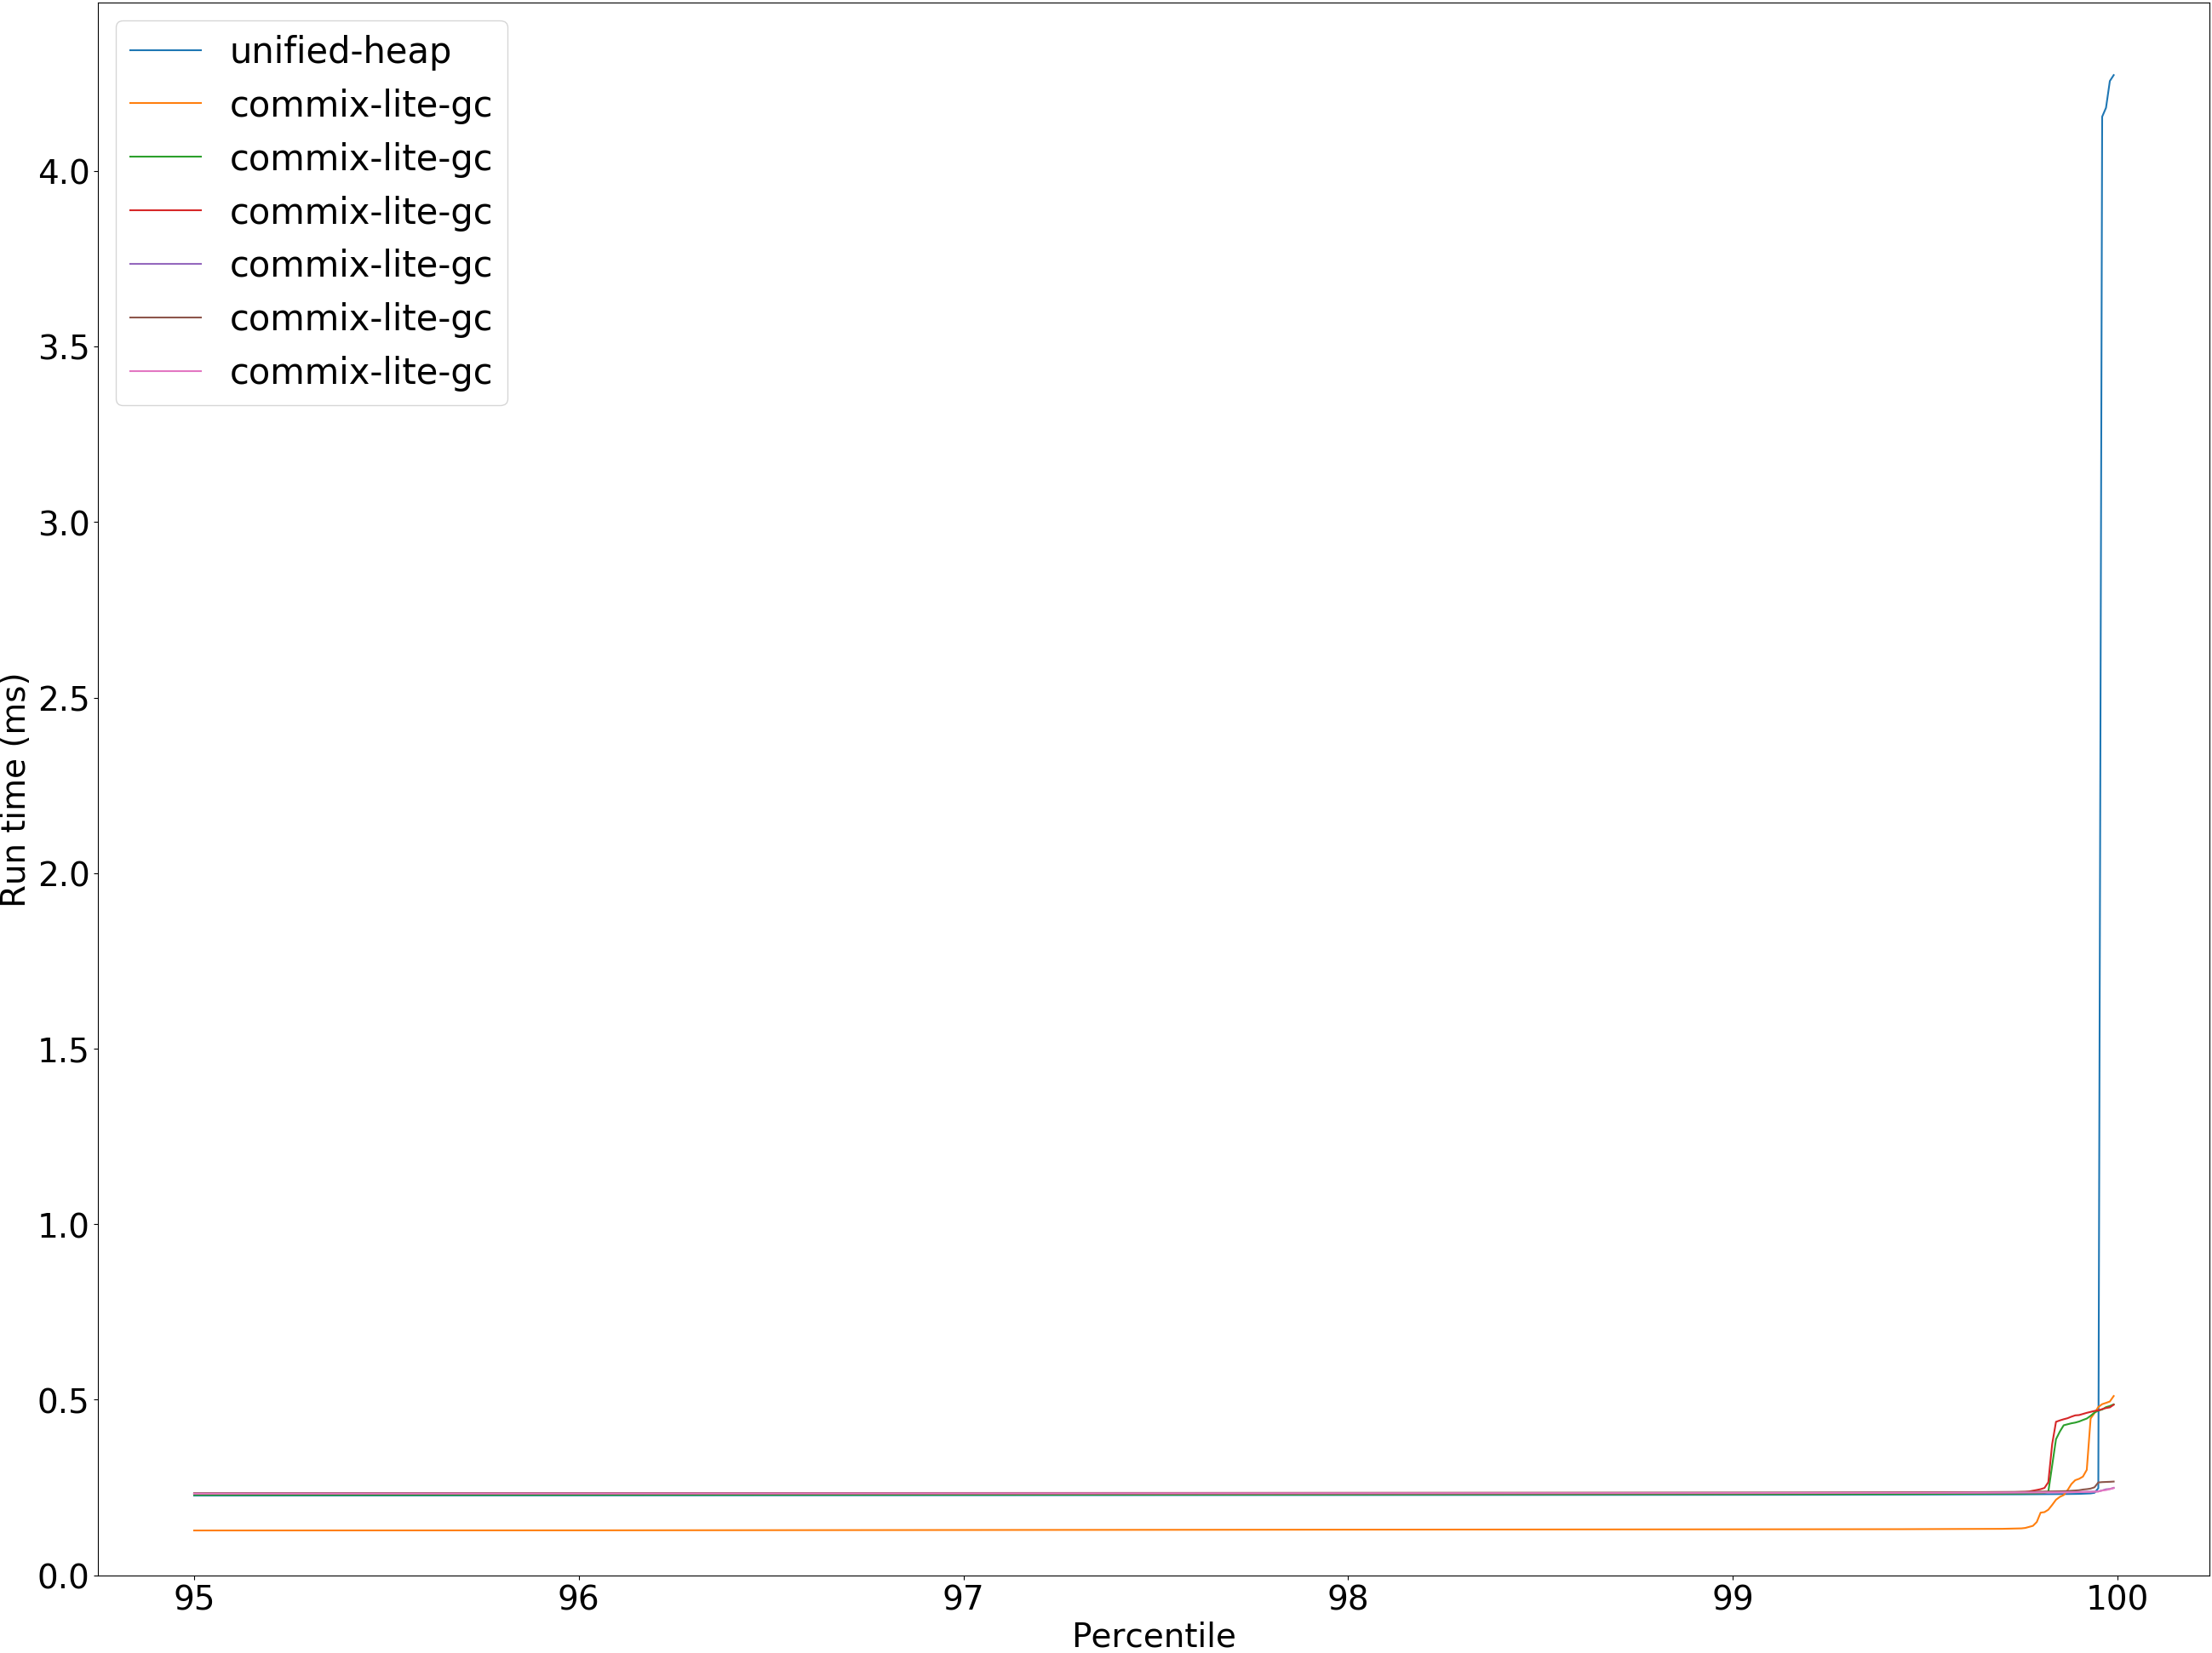 unified-heap
commix-lite-gc
commix-lite-gc
commix-lite-gc
commix-lite-gc
commix-lite-gc
commix-lite-gc
4.0
3.5
3.0
2.5
2.0
1.5
1.0
0.5
0.0
Run time (ms)
95 96 97 98 99 100
Percentile